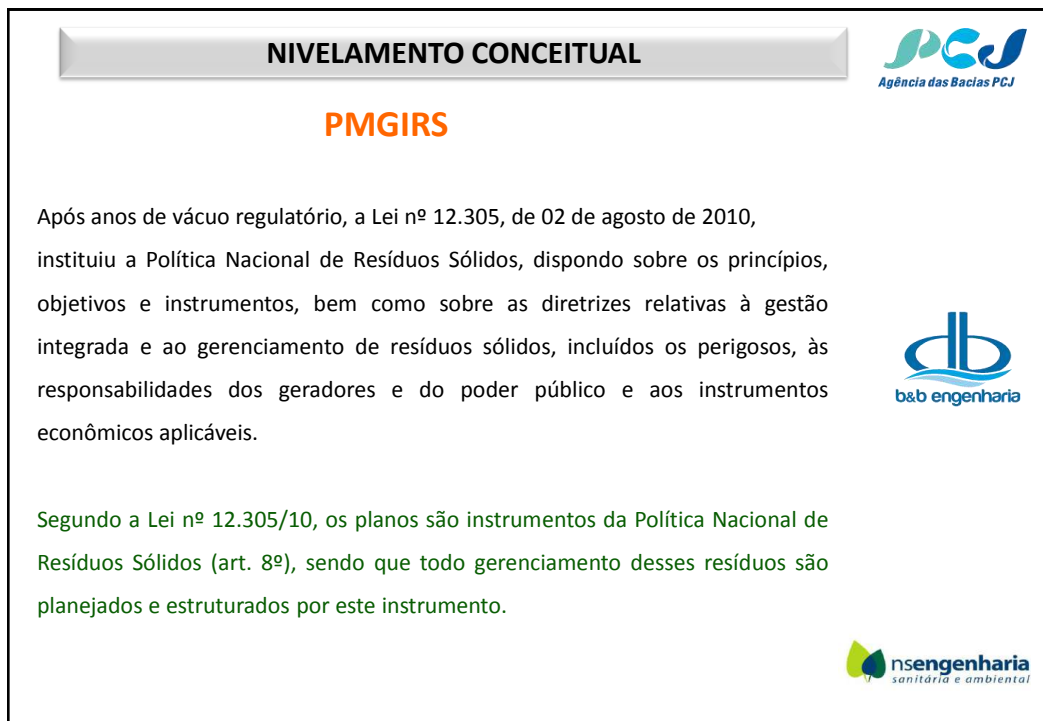 NIVELAMENTO CONCEITUAL
PCJ
Agência das Bacias PCJ
PMGIRS
Após anos de vácuo regulatório, a Lei nº 12.305, de 02 de agosto de 2010,
instituiu a Política Nacional de Resíduos Sólidos, dispondo sobre os princípios,
objetivos e instrumentos, bem como sobre as diretrizes relativas à gestão
integrada e ao gerenciamento de resíduos sólidos, incluídos os perigosos, às
responsabilidades dos geradores e do poder público e aos instrumentos
econômicos aplicáveis.
b&b engenharia
Segundo a Lei nº 12.305/10, os planos são instrumentos da Política Nacional de
Resíduos Sólidos (art. 8º), sendo que todo gerenciamento desses resíduos são
planejados e estruturados por este instrumento.
nsengenharia
sanitária e ambiental